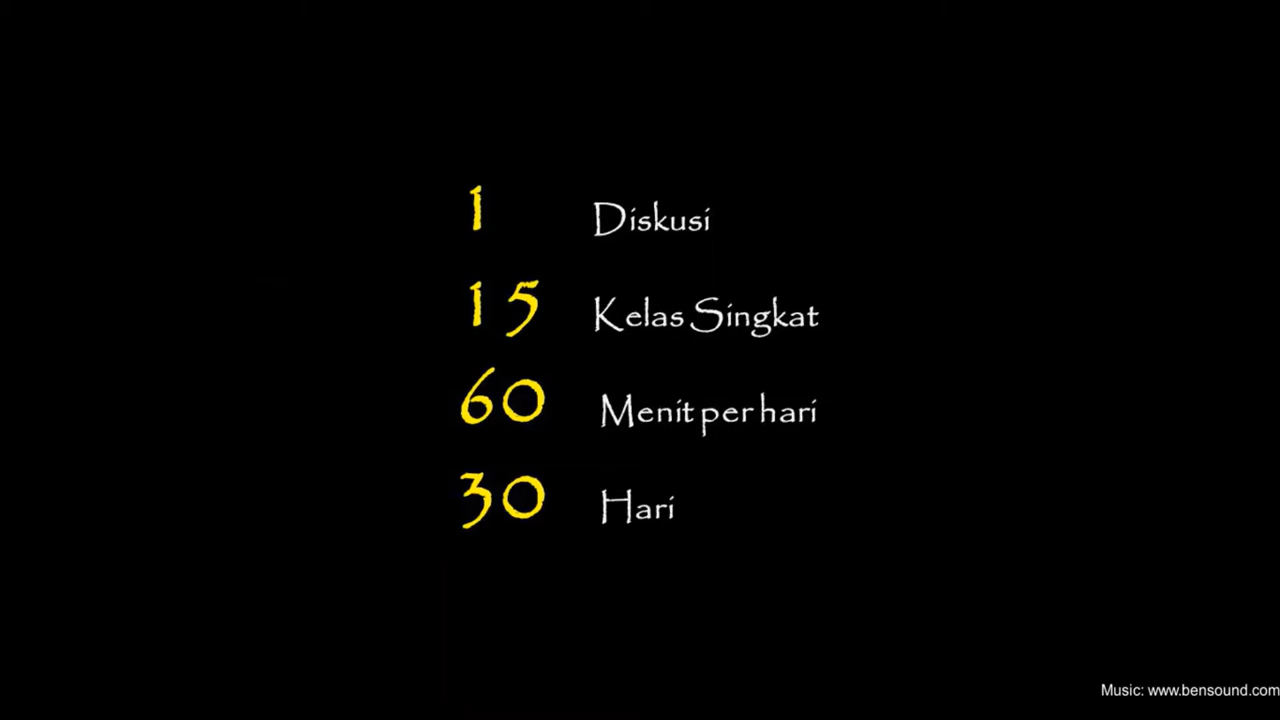 1 Diskusi
15 Kelas Singkat
60 Menit per hari
30 Hari
Music: www.bensound.com